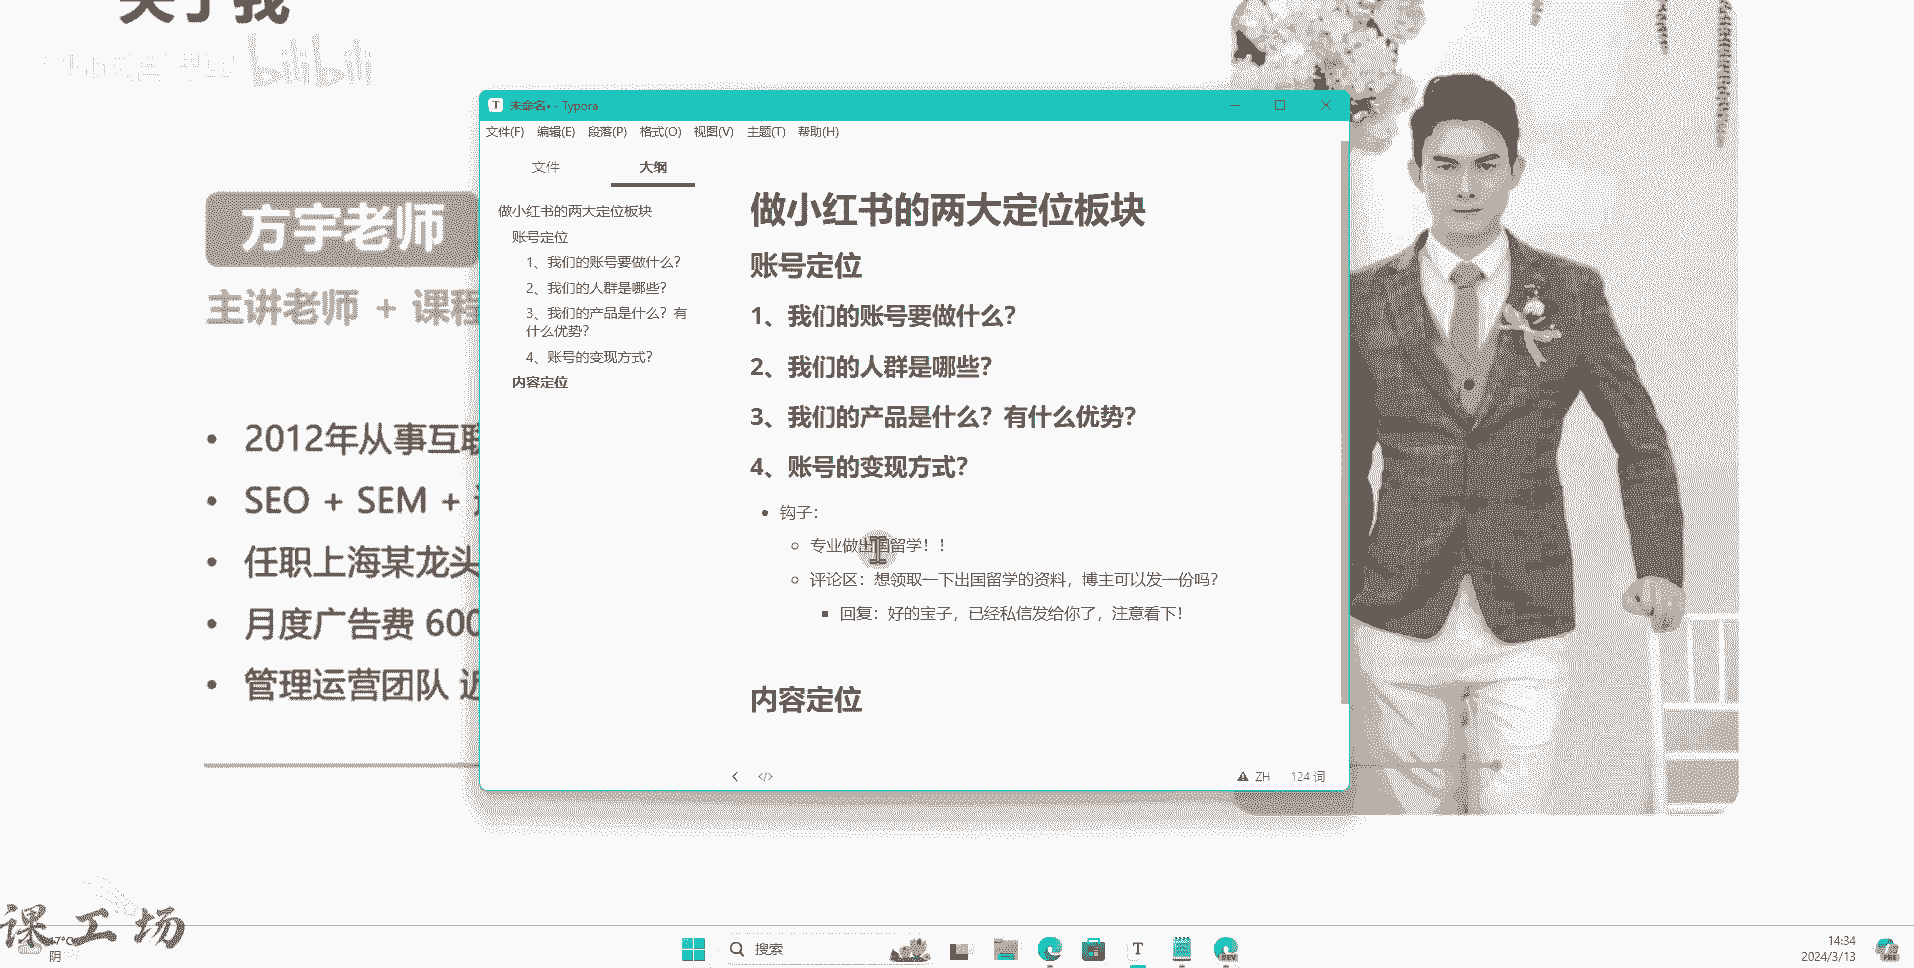 关于我
bilibili
方宇老师
主讲老师 + 课程
2012年从事互联
SEO + SEM +
任职上海某龙头
月度广告费 600
管理运营团队 近
未命名• - Typora
文件(F) 编辑(E) 段落(P) 格式(O) 视图(V) 主题(T) 帮助(H)
文件 大纲
做小红书的两大定位板块
账号定位
1、我们的账号要做什么？
2、我们的人群是哪些？
3、我们的产品是什么？有
什么优势？
4、账号的变现方式？
内容定位
做小红书的两大定位板块
账号定位
1、我们的账号要做什么？
2、我们的人群是哪些？
3、我们的产品是什么？有什么优势？
4、账号的变现方式？
钩子：
专业做出国留学！！
评论区：想领取一下出国留学的资料，博主可以发一份吗？
回复：好的宝子，已经私信发给你了，注意看下！
内容定位
</> ZH 124 词
课工场
阴
搜索
T
DEV
14:34
2024/3/13
PRE